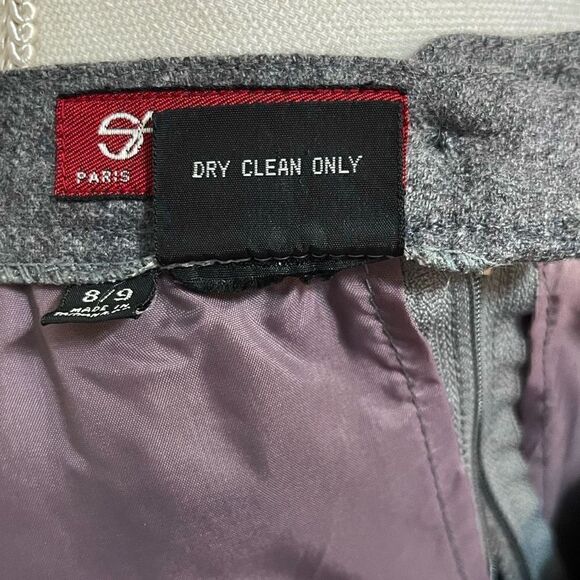 PARIS
DRY CLEAN ONLY
8/9
MADE IN